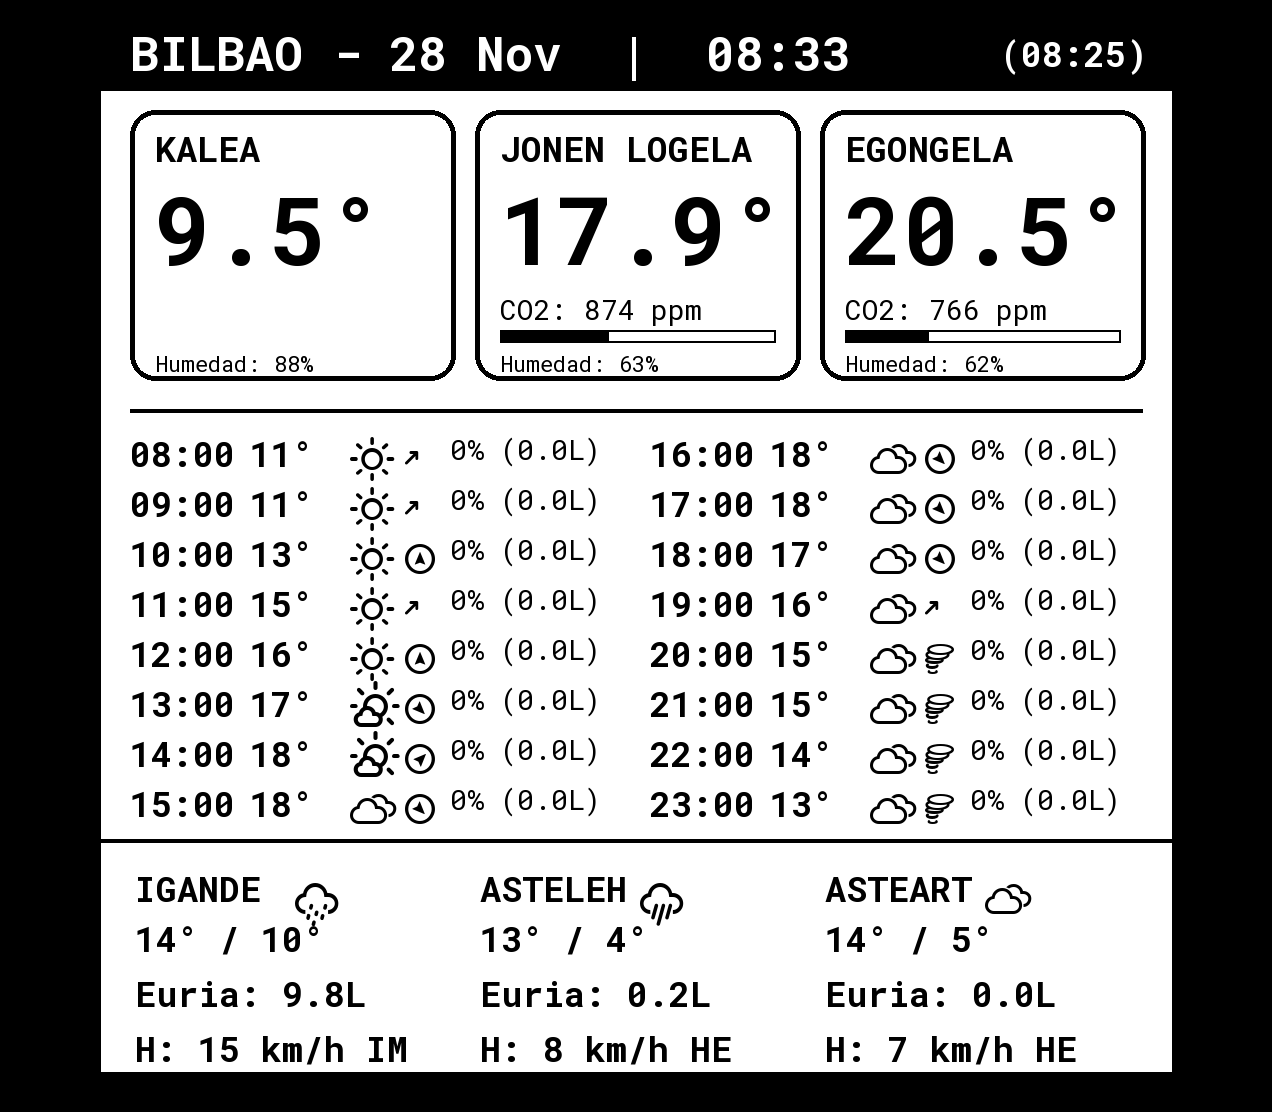 BILBAO - 28 Nov | 08:33 (08:25)
KALEA
9.5°
Humedad: 88%
JONEN LOGELA
17.9°
CO2: 874 ppm
Humedad: 63%
EGONGELA
20.5°
CO2: 766 ppm
Humedad: 62%
08:00 11° 0% (0.0L)
09:00 11° 0% (0.0L)
10:00 13° 0% (0.0L)
11:00 15° 0% (0.0L)
12:00 16° 0% (0.0L)
13:00 17° 0% (0.0L)
14:00 18° 0% (0.0L)
15:00 18° 0% (0.0L)
16:00 18° 0% (0.0L)
17:00 18° 0% (0.0L)
18:00 17° 0% (0.0L)
19:00 16° 0% (0.0L)
20:00 15° 0% (0.0L)
21:00 15° 0% (0.0L)
22:00 14° 0% (0.0L)
23:00 13° 0% (0.0L)
IGANDE
14° / 10°
Euria: 9.8L
H: 15 km/h IM
ASTELEH
13° / 4°
Euria: 0.2L
H: 8 km/h HE
ASTEART
14° / 5°
Euria: 0.0L
H: 7 km/h HE